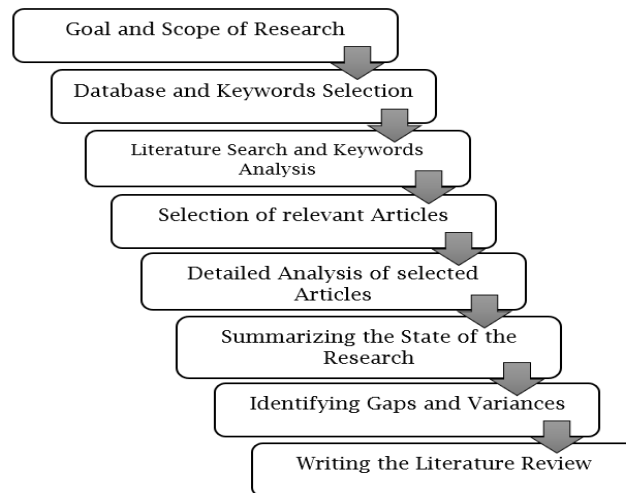 Goal and Scope of Research
Database and Keywords Selection
Literature Search and Keywords
Analysis
Selection of relevant Articles
Detailed Analysis of selected
Articles
Summarizing the State of the
Research
Identifying Gaps and Variances
Writing the Literature Review